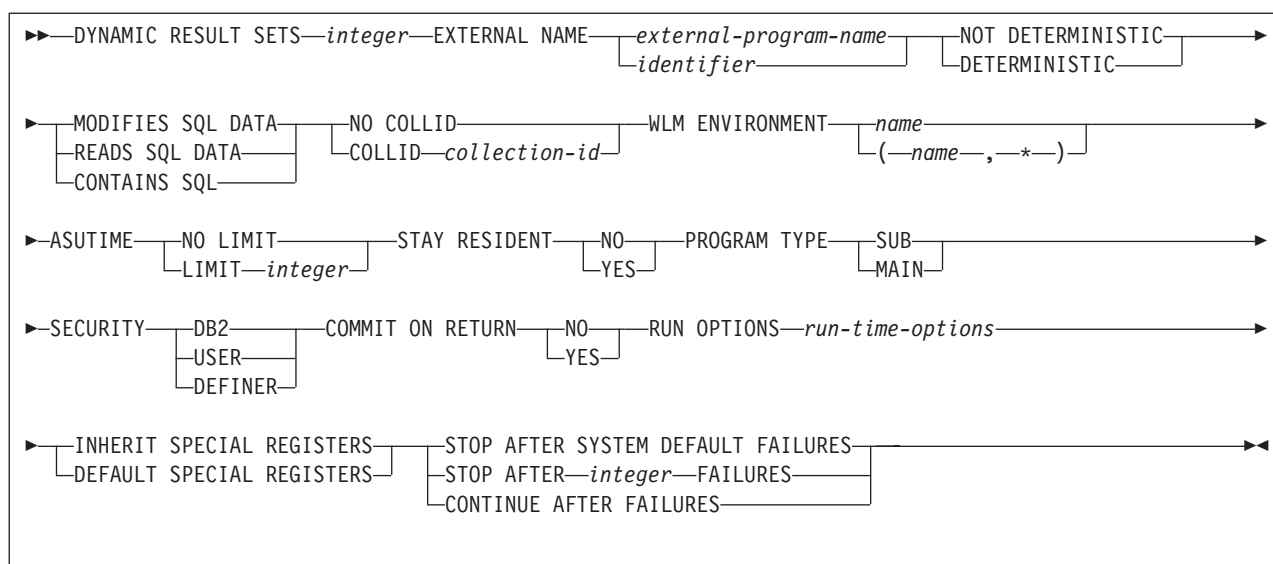 DYNAMIC RESULT SETS integer EXTERNAL NAME external-program-name NOT DETERMINISTIC
identifier DETERMINISTIC
MODIFIES SQL DATA NO COLLID WLM ENVIRONMENT name
READS SQL DATA COLLID collection-id ( name , * )
CONTAINS SQL
ASUTIME NO LIMIT STAY RESIDENT NO PROGRAM TYPE SUB
LIMIT integer YES MAIN
SECURITY DB2 COMMIT ON RETURN NO RUN OPTIONS run-time-options
USER YES
DEFINER
INHERIT SPECIAL REGISTERS STOP AFTER SYSTEM DEFAULT FAILURES
DEFAULT SPECIAL REGISTERS STOP AFTER integer FAILURES
CONTINUE AFTER FAILURES